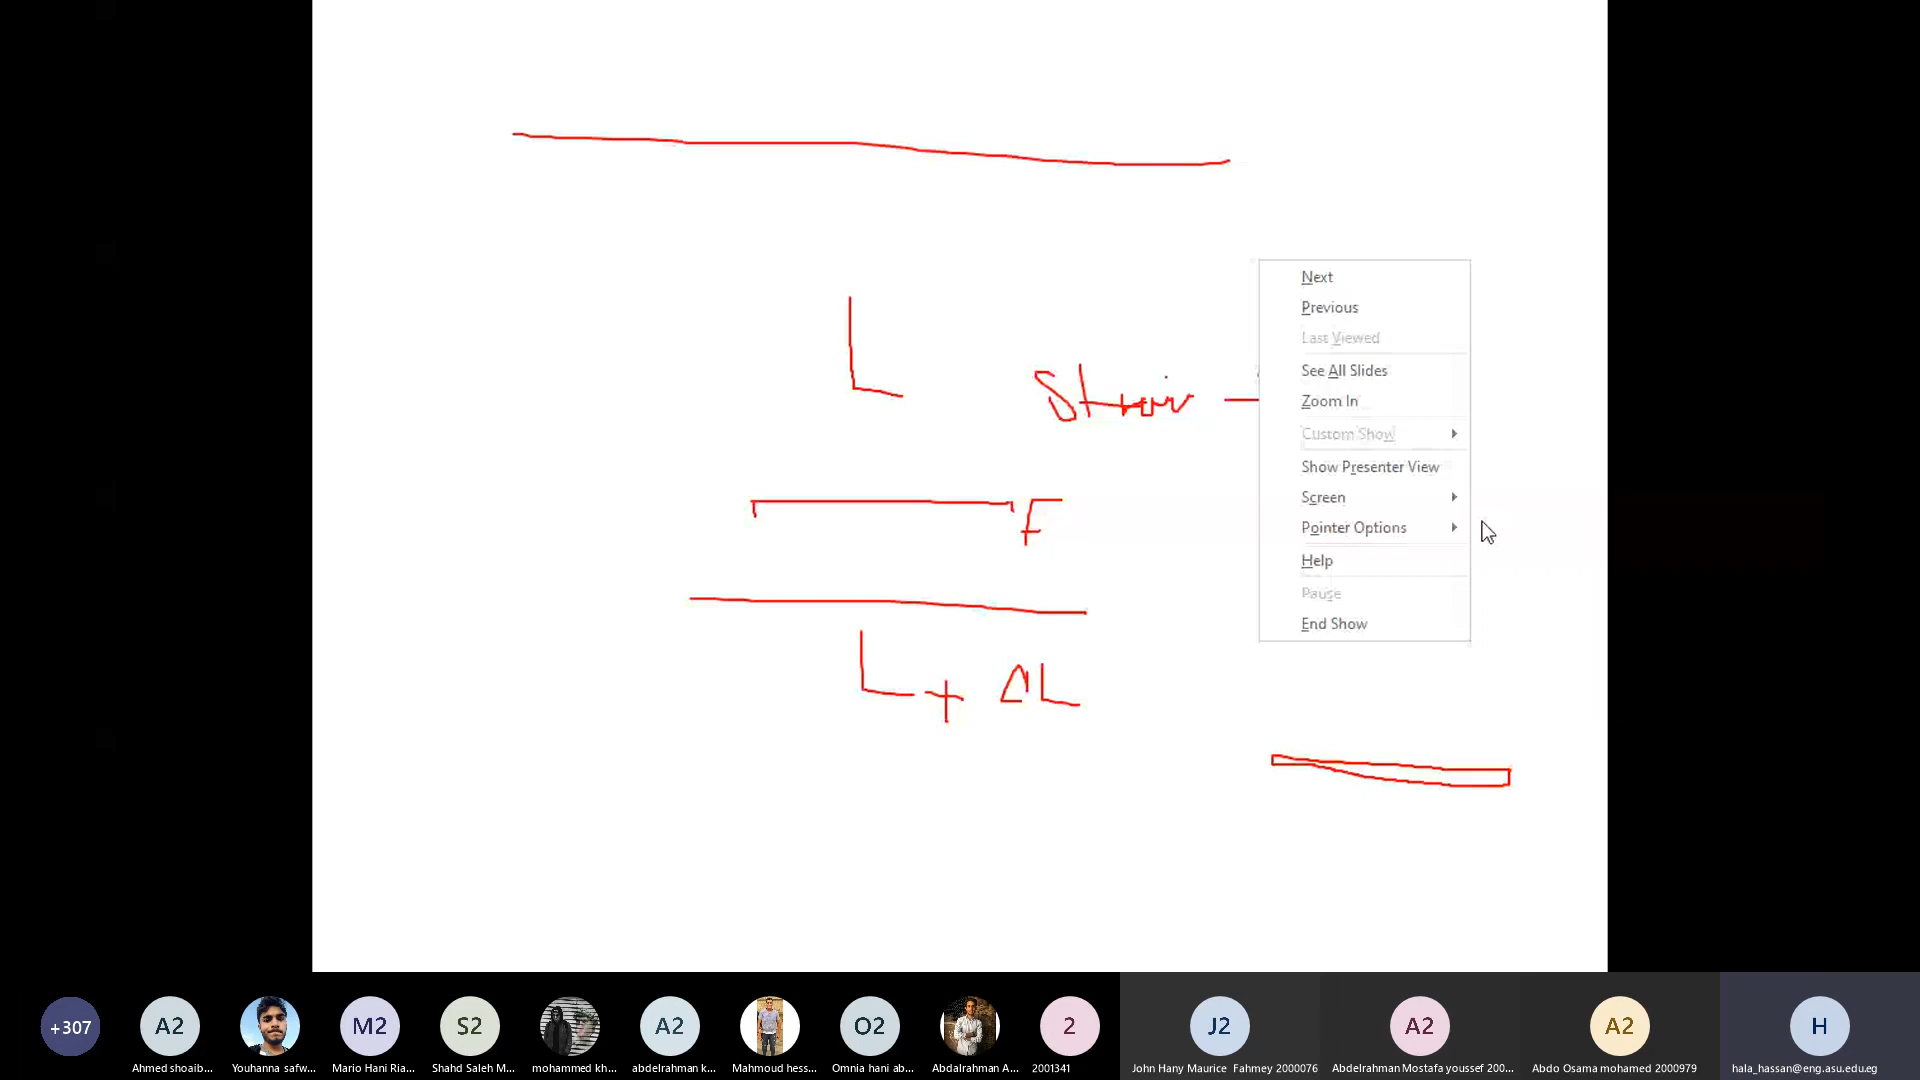 Next
Previous
Last Viewed
L
See All Slides
Strain
Zoom In
Custom Show
Show Presenter View
Screen
F
Pointer Options
Help
Pause
End Show
L + ΔL
+307
A2
M2
S2
A2
O2
2
J2
A2
A2
H
Ahmed shoaib...
Youhanna safw...
Mario Hani Ria...
Shahd Saleh M...
mohammed kh...
abdelrahman k...
Mahmoud hess...
Omnia hani ab...
Abdalrahman A...
2001341
John Hany Maurice Fahmey 2000076
Abdelrahman Mostafa youssef 200...
Abdo Osama mohamed 2000979
hala_hassan@eng.asu.edu.eg